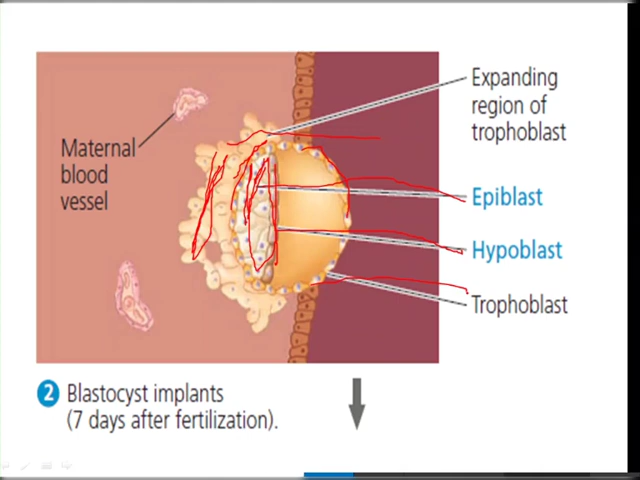 Expanding
region of
trophoblast
Maternal
blood
vessel
Epiblast
Hypoblast
Trophoblast
2 Blastocyst implants
(7 days after fertilization).